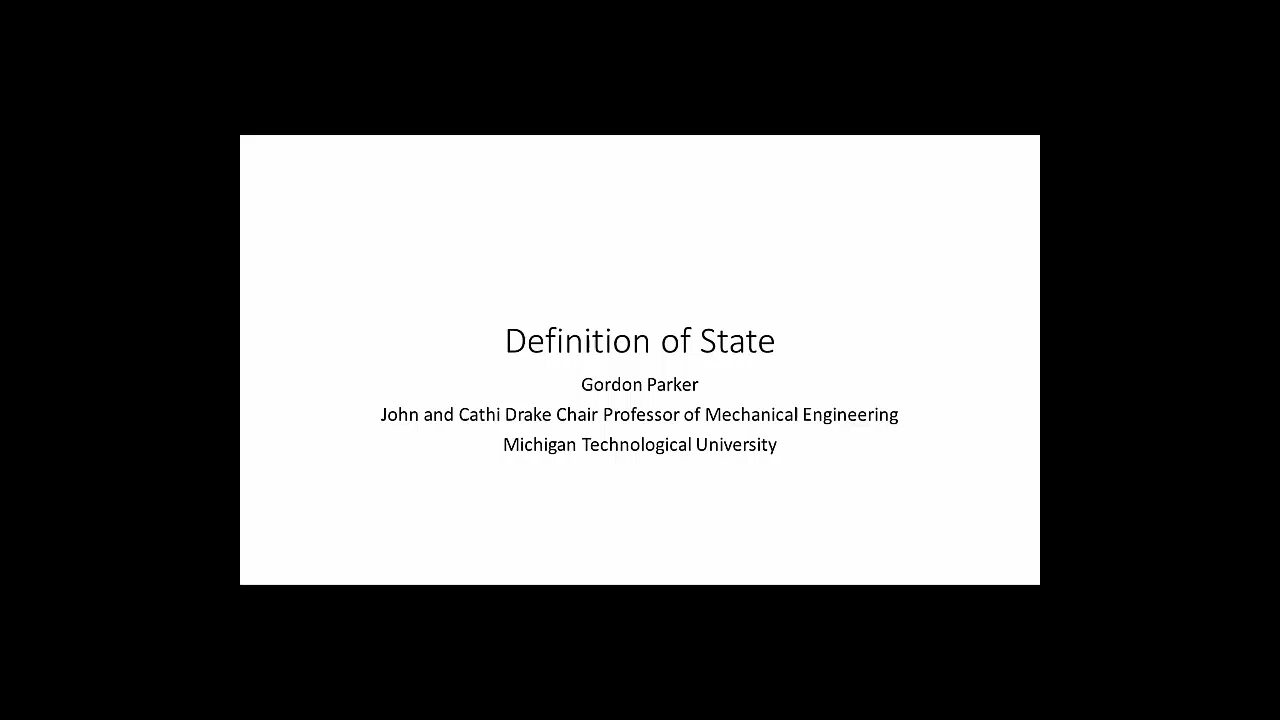 Definition of State
Gordon Parker
John and Cathi Drake Chair Professor of Mechanical Engineering
Michigan Technological University